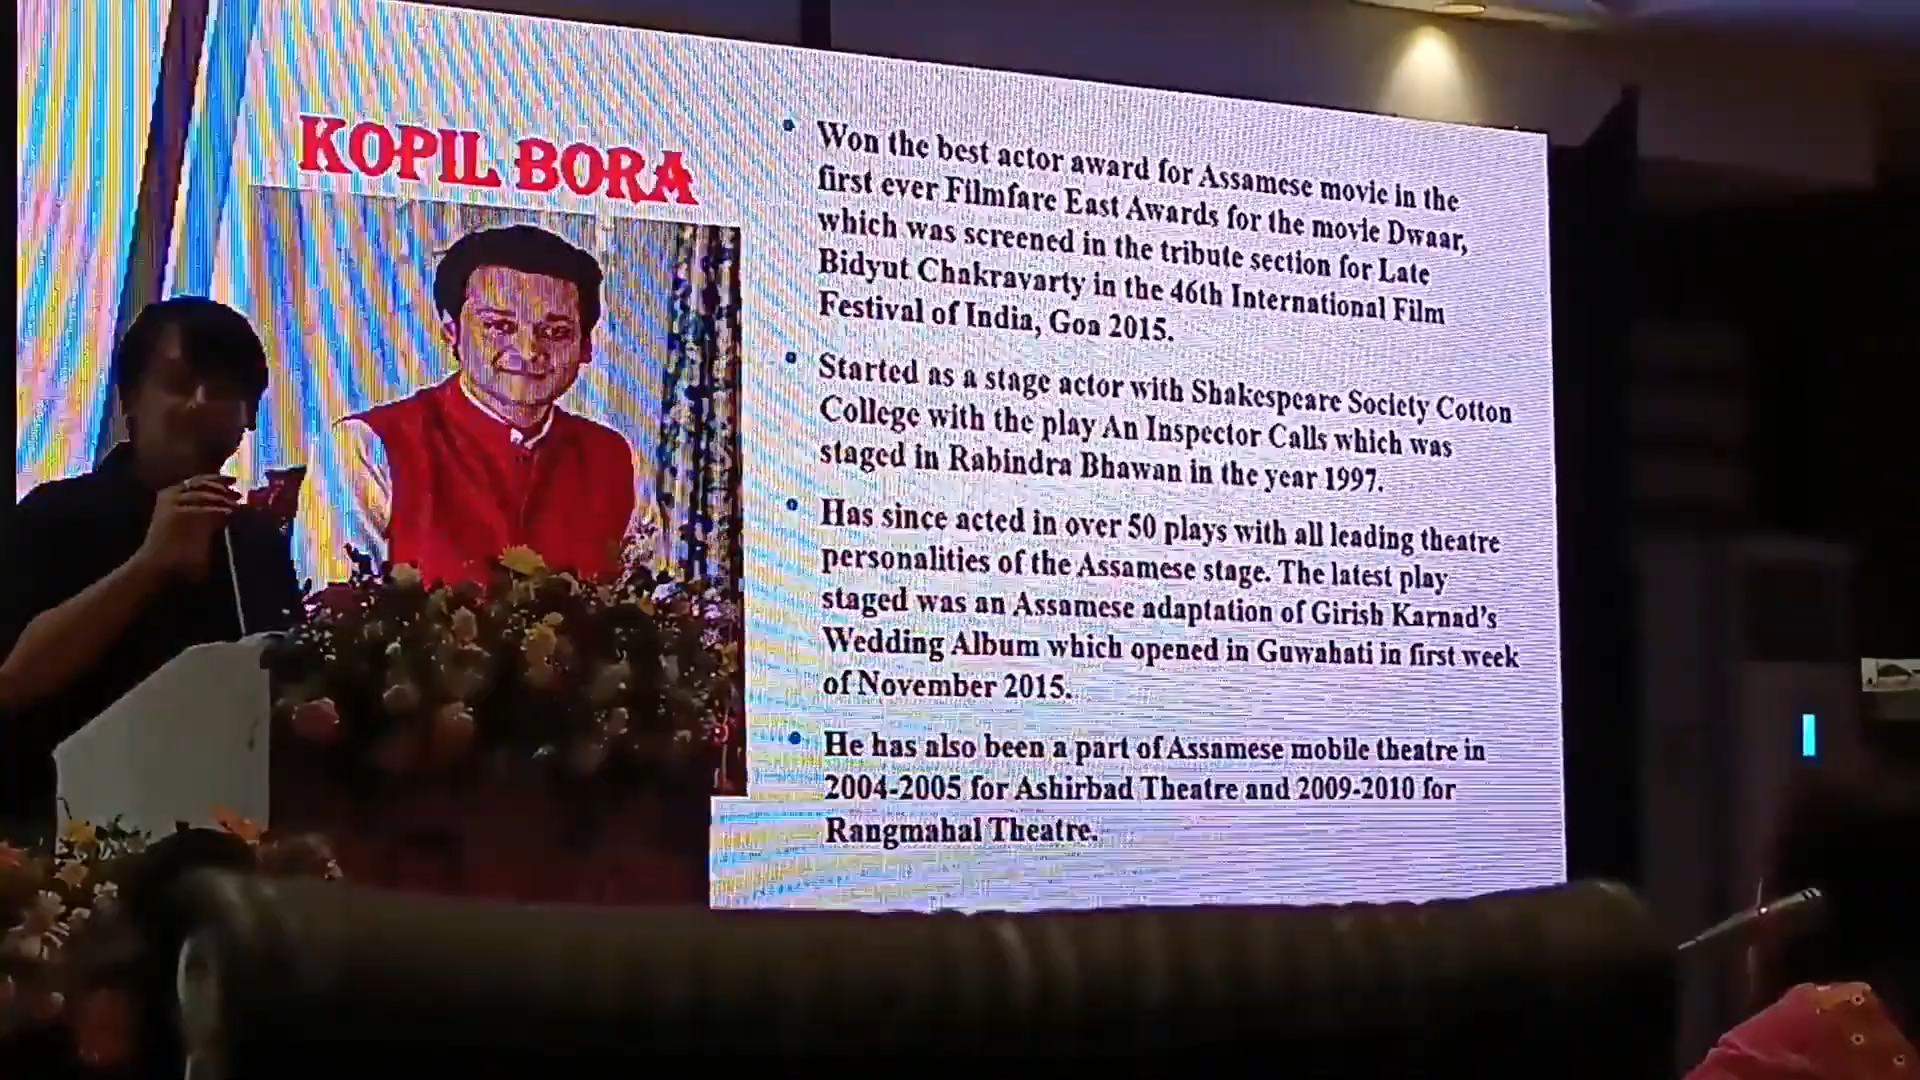 KOPIL BORA
• Won the best actor award for Assamese movie in the
first ever Filmfare East Awards for the movie Dwaar,
which was screened in the tribute section for Late
Bidyut Chakravarty in the 46th International Film
Festival of India, Goa 2015.
• Started as a stage actor with Shakespeare Society Cotton
College with the play An Inspector Calls which was
staged in Rabindra Bhawan in the year 1997.
• Has since acted in over 50 plays with all leading theatre
personalities of the Assamese stage. The latest play
staged was an Assamese adaptation of Girish Karnad's
Wedding Album which opened in Guwahati in first week
of November 2015.
• He has also been a part of Assamese mobile theatre in
2004-2005 for Ashirbad Theatre and 2009-2010 for
Rangmahal Theatre.